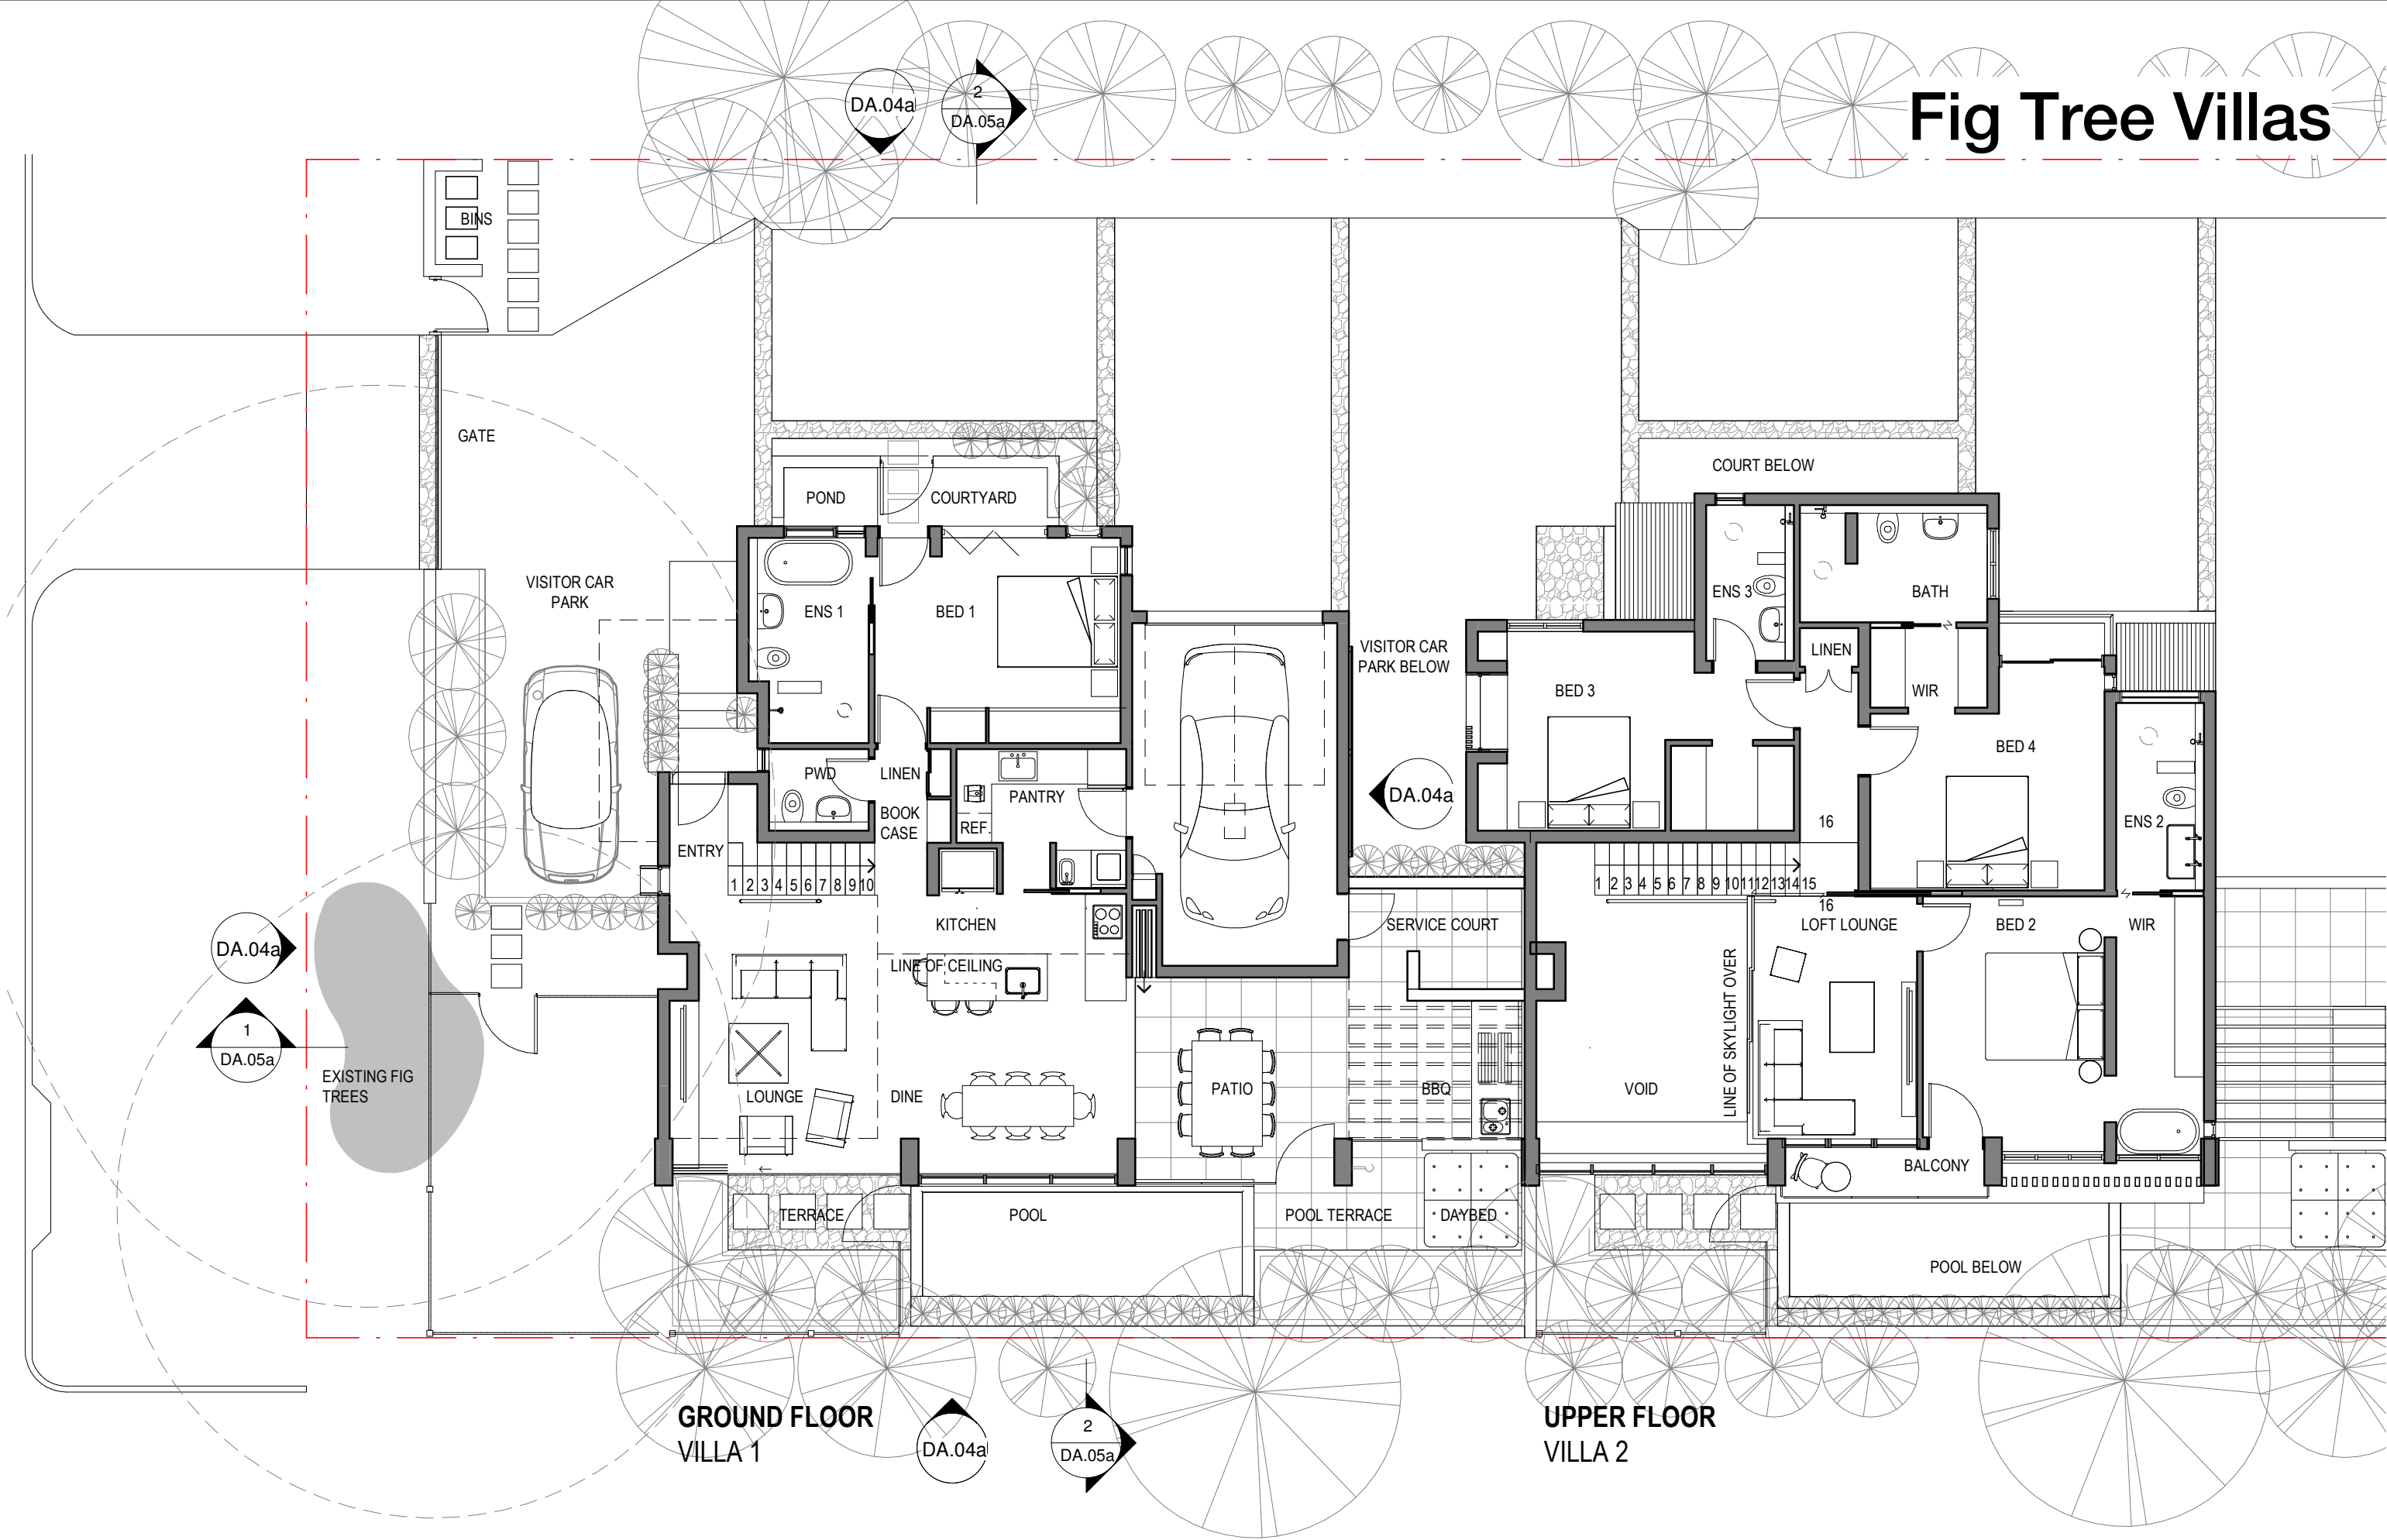 DA.04a
2
DA.05a
Fig Tree Villas
BINS
GATE
COURT BELOW
POND
COURTYARD
VISITOR CAR
PARK
ENS 1
BED 1
ENS 3
BATH
VISITOR CAR
PARK BELOW
LINEN
BED 3
WIR
BED 4
PWD
LINEN
PANTRY
DA.04a
BOOK
CASE
REF.
16
ENS 2
ENTRY
1 2 3 4 5 6 7 8 9 10
1 2 3 4 5 6 7 8 9 10 11 12 13 14 15
16
KITCHEN
SERVICE COURT
LOFT LOUNGE
BED 2
WIR
DA.04a
LINE OF CEILING
LINE OF SKYLIGHT OVER
1
DA.05a
EXISTING FIG
TREES
LOUNGE
DINE
PATIO
BBQ
VOID
BALCONY
TERRACE
POOL
POOL TERRACE
DAYBED
POOL BELOW
GROUND FLOOR
VILLA 1
DA.04a
2
DA.05a
UPPER FLOOR
VILLA 2